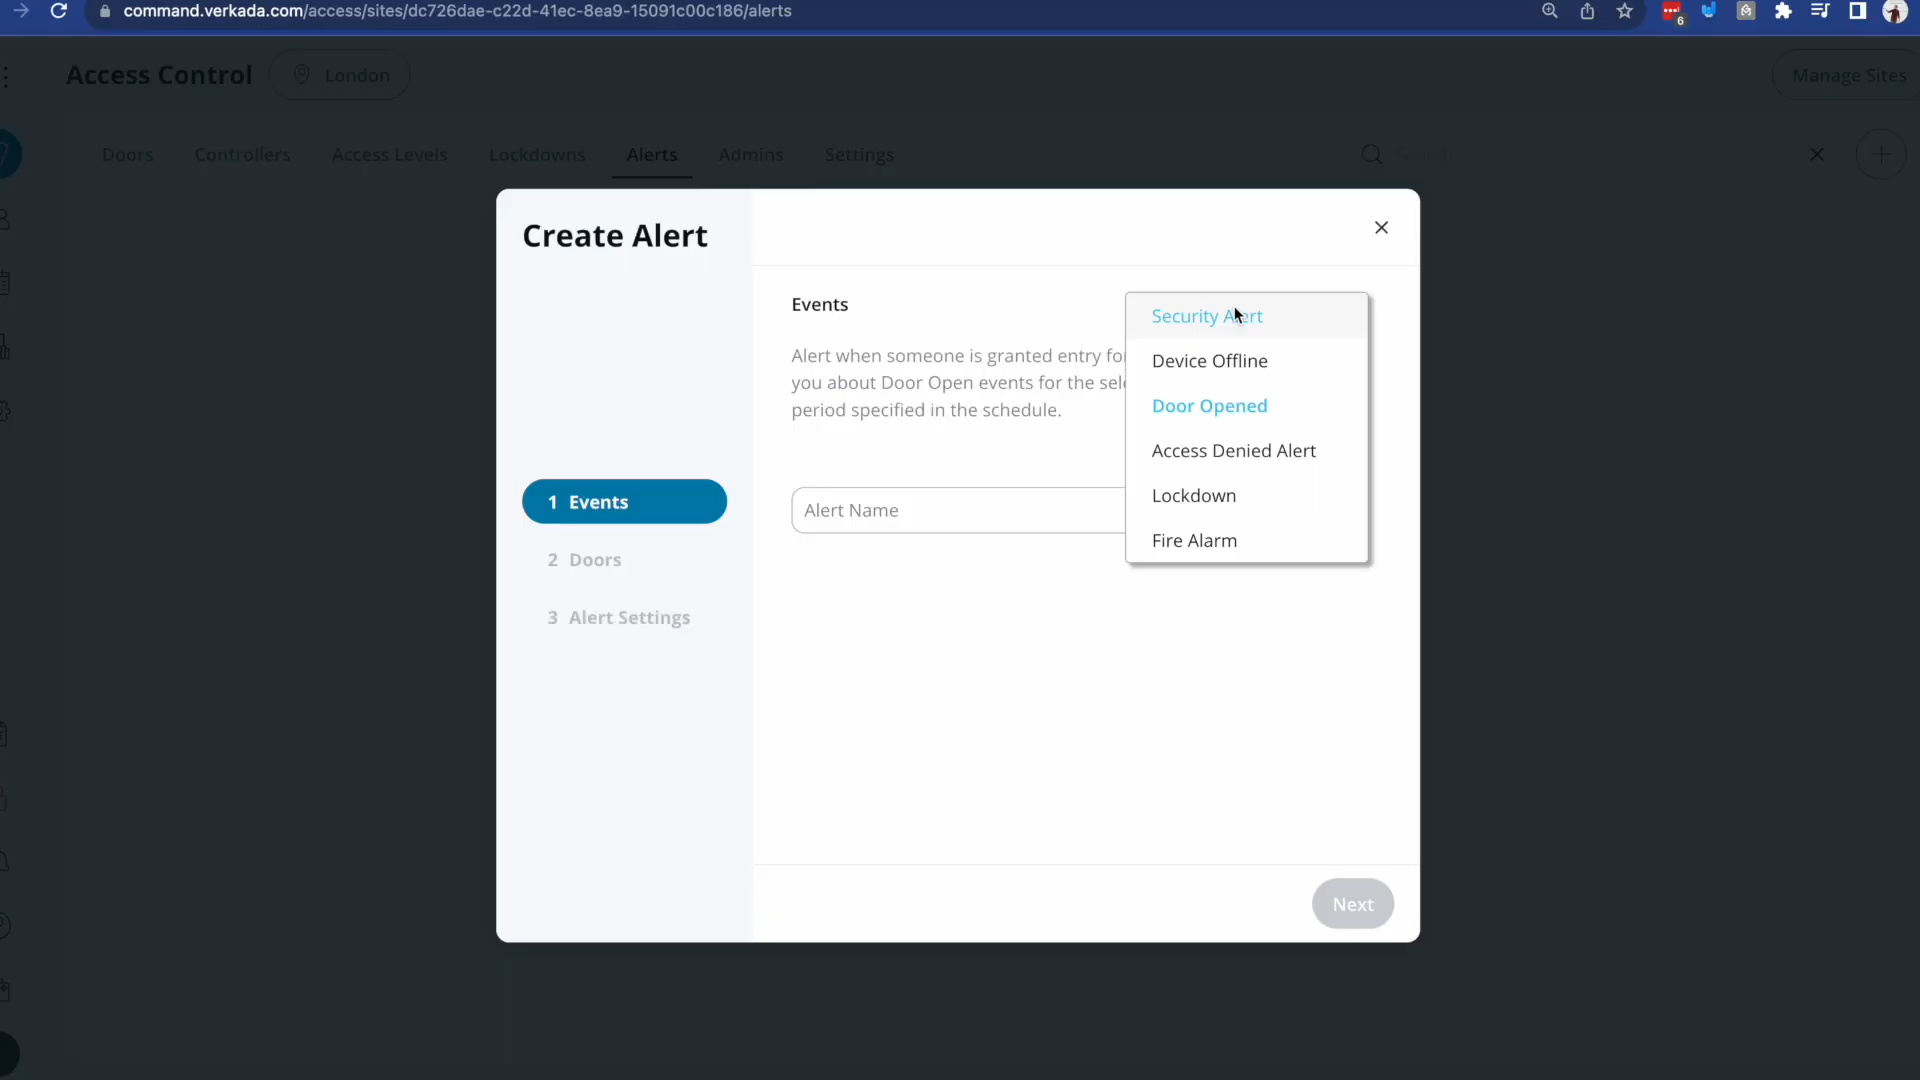 command.verkada.com/access/sites/dc726dae-c22d-41ec-8ea9-15091c00c186/alerts
6
Access Control
London
Manage Sites
Doors
Controllers
Access Levels
Lockdowns
Alerts
Admins
Settings
Search
Create Alert
1 Events
2 Doors
3 Alert Settings
Events
Alert when someone is granted entry for
you about Door Open events for the
period specified in the schedule.
Alert Name
Security Alert
Device Offline
Door Opened
Access Denied Alert
Lockdown
Fire Alarm
Next